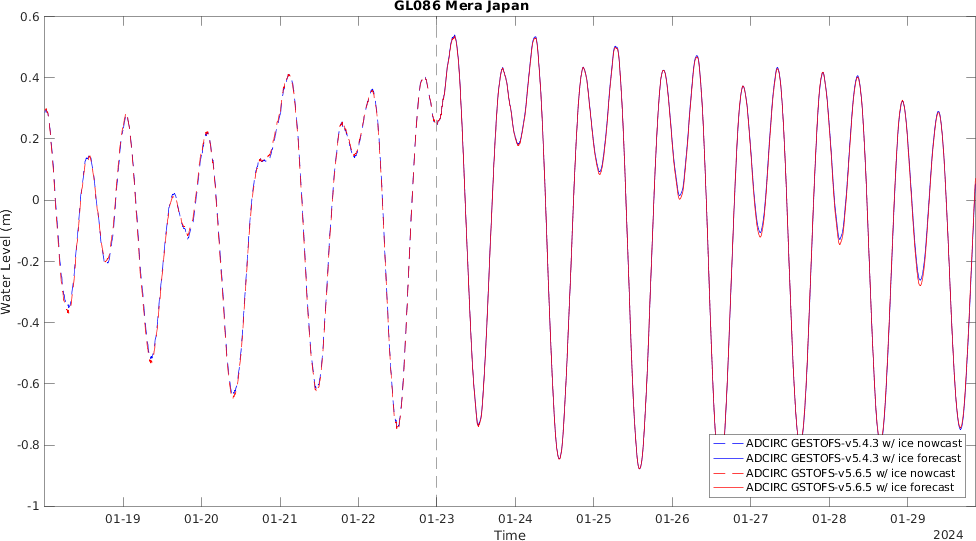 GL086 Mera Japan
Water Level (m)
0.6
0.4
0.2
0
-0.2
-0.4
-0.6
-0.8
-1
ADCIRC GESTOFS-v5.4.3 w/ ice nowcast
ADCIRC GESTOFS-v5.4.3 w/ ice forecast
ADCIRC GSTOFS-v5.6.5 w/ ice nowcast
ADCIRC GSTOFS-v5.6.5 w/ ice forecast
01-19 01-20 01-21 01-22 01-23 01-24 01-25 01-26 01-27 01-28 01-29
Time
2024